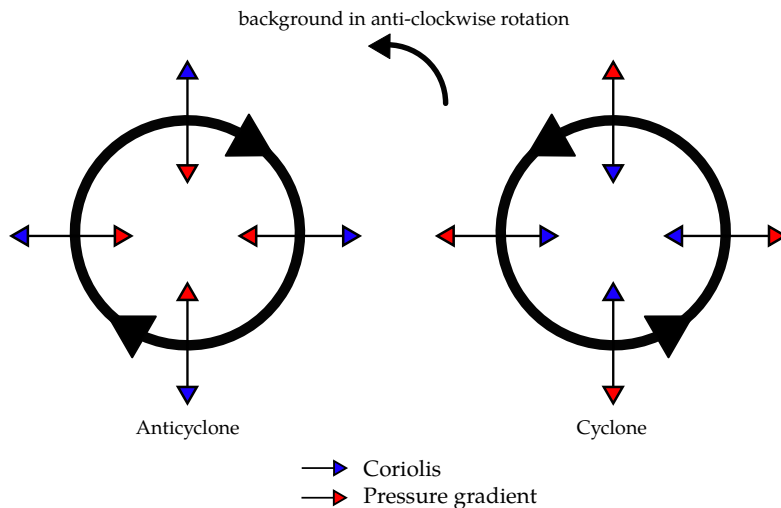 background in anti-clockwise rotation
Anticyclone
Cyclone
Coriolis
Pressure gradient